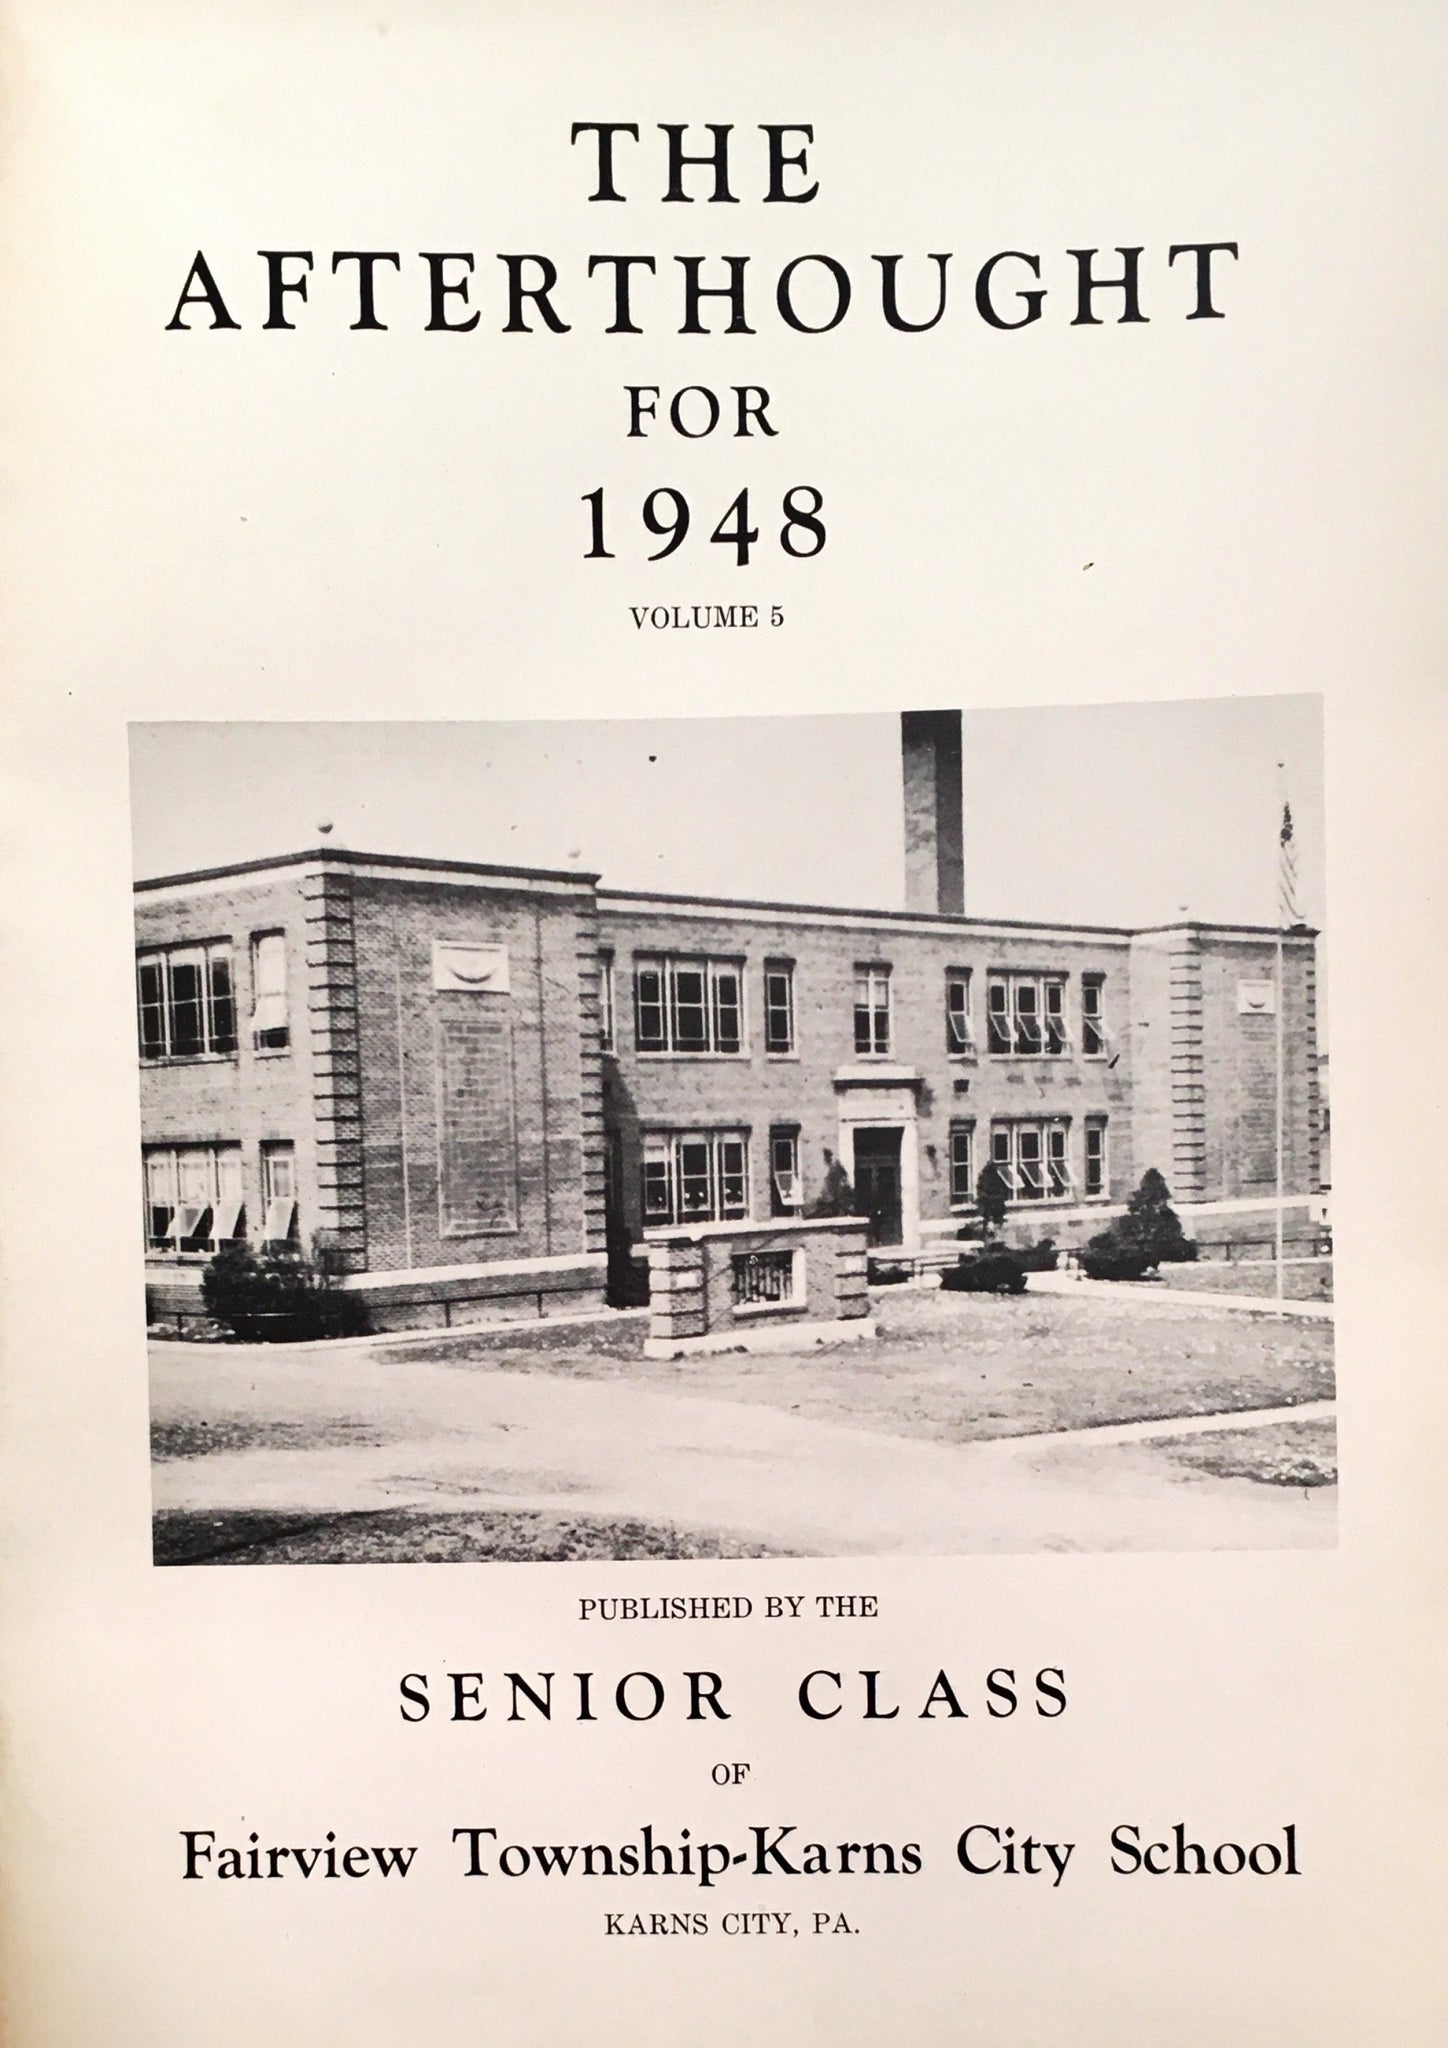 THE
AFTERTHOUGHT
FOR
1948
VOLUME 5
PUBLISHED BY THE
SENIOR CLASS
OF
Fairview Township-Karns City School
KARNS CITY, PA.